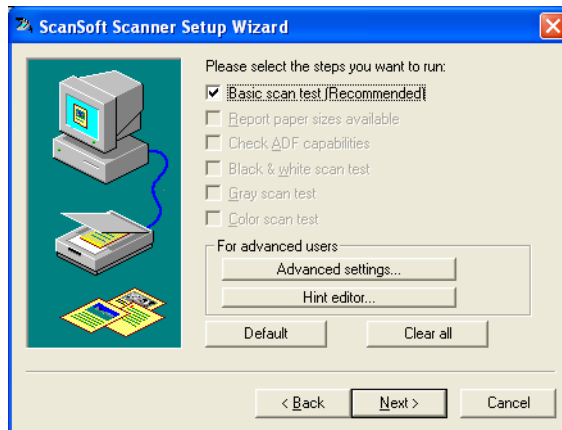 ScanSoft Scanner Setup Wizard
Please select the steps you want to run:
Basic scan test (Recommended)
Report paper sizes available
Check ADF capabilities
Black & white scan test
Gray scan test
Color scan test
For advanced users
Advanced settings...
Hint editor...
Default Clear all
< Back Next > Cancel